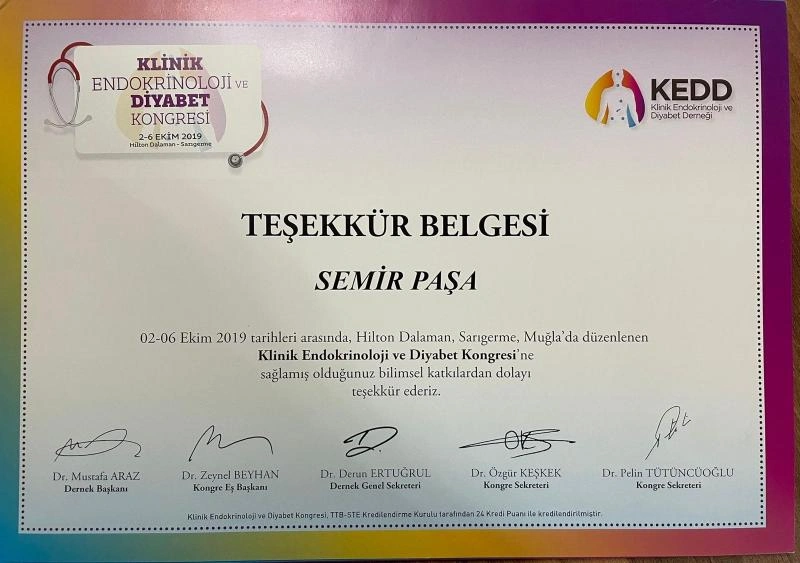 KLİNİK
ENDOKRİNOLOJİ VE
DİYABET
KONGRESİ
2-6 EKİM 2019
Hilton Dalaman - Sarıgerme
KEDD
Klinik Endokrinoloji ve
Diyabet Derneği
TEŞEKKÜR BELGESİ
SEMİR PAŞA
02-06 Ekim 2019 tarihleri arasında, Hilton Dalaman, Sarıgerme, Muğla'da düzenlenen
Klinik Endokrinoloji ve Diyabet Kongresi'ne
sağlamış olduğunuz bilimsel katkılardan dolayı
teşekkür ederiz.
Dr. Mustafa ARAZ
Dernek Başkanı
Dr. Zeynel BEYHAN
Kongre Eş Başkanı
Dr. Derun ERTUĞRUL
Dernek Genel Sekreteri
Dr. Özgür KEŞKEK
Kongre Sekreteri
Dr. Pelin TÜTÜNCÜOĞLU
Kongre Sekreteri
Klinik Endokrinoloji ve Diyabet Kongresi, TTB-STE Kredilendirme Kurulu tarafından 24 Kredi Puanı ile kredilendirilmiştir.